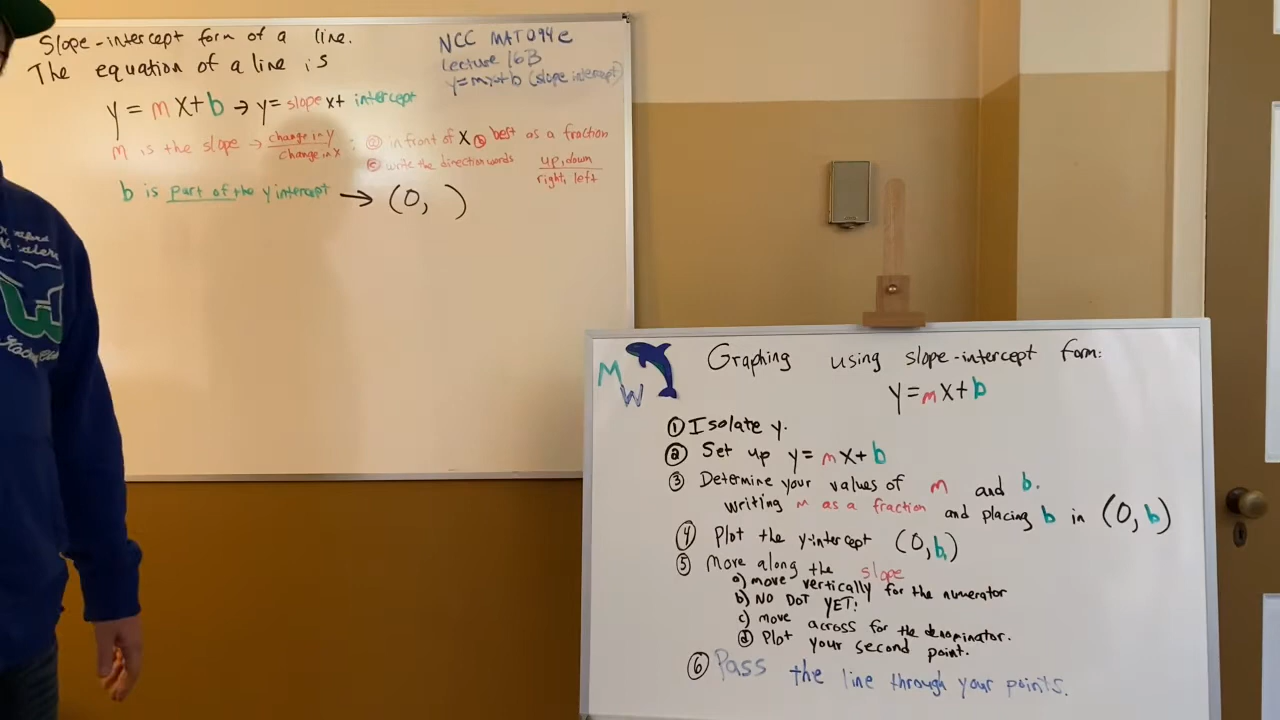 Slope-intercept form of a line.
The equation of a line is
y = mx+b → y= slope x+ intercept
m is the slope → change in y / change in x : ⓐ in front of x ⓑ best as a fraction
ⓒ write the direction words up, down / right, left
b is part of the y intercept → (0, )
NCC MAT094e
Lecture 16B
y=mx+b (slope intercept)
MW
Graphing using slope-intercept form:
y=mx+b
① Isolate y.
② Set up y=mx+b
③ Determine your values of m and b.
writing m as a fraction and placing b in (0, b)
④ Plot the y-intercept (0,b)
⑤ Move along the slope
a) move vertically for the numerator
b) NO DOT YET!
c) move across for the denominator.
ⓓ Plot your second point.
⑥ Pass the line through your points.